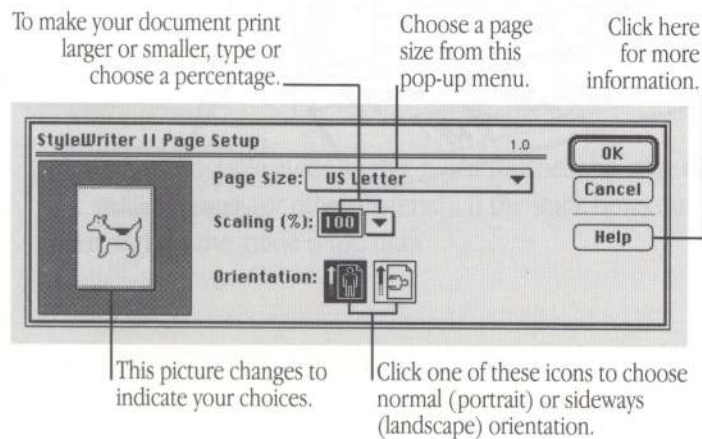 To make your document print
larger or smaller, type or
choose a percentage.
Choose a page
size from this
pop-up menu.
Click here
for more
information.
StyleWriter II Page Setup
1.0
Page Size:
US Letter
Scaling (%):
100
Orientation:
OK
Cancel
Help
This picture changes to
indicate your choices.
Click one of these icons to choose
normal (portrait) or sideways
(landscape) orientation.